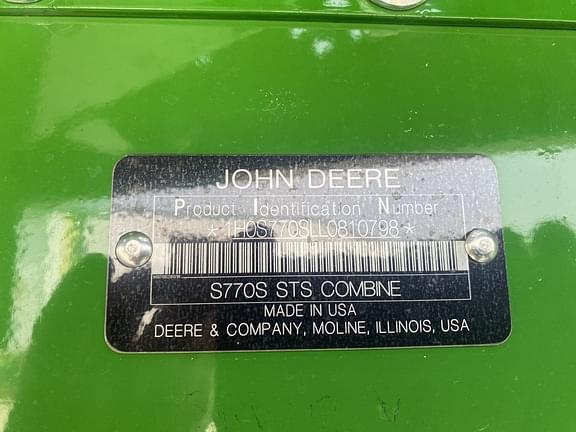 JOHN DEERE
Product Identification Number
*1H0S770SLL0810798*
S770S STS COMBINE
MADE IN USA
DEERE & COMPANY, MOLINE, ILLINOIS, USA